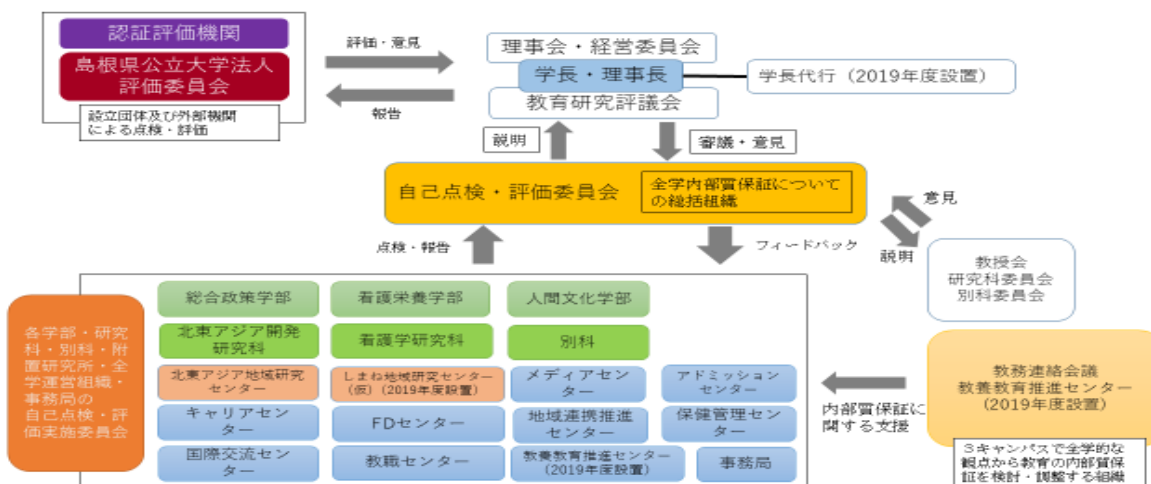 認証評価機関
島根県公立大学法人
評価委員会
設立団体及び外部機関
による点検・評価
評価・意見
報告
理事会・経営委員会
学長・理事長
教育研究評議会
学長代行（2019年度設置）
説明
審議・意見
自己点検・評価委員会
全学内部質保証について
の総括組織
意見
説明
点検・報告
フィードバック
教授会
研究科委員会
別科委員会
各学部・研究
科・別科・附
置研究所・全
学運営組織・
事務局の
自己点検・評
価実施委員会
総合政策学部
看護栄養学部
人間文化学部
北東アジア開発
研究科
看護学研究科
別科
北東アジア地域研究
センター
しまね地域研究センター
(仮)（2019年度設置）
メディアセン
ター
アドミッション
センター
キャリアセン
ター
FDセンター
地域連携推進
センター
保健管理セン
ター
国際交流セン
ター
教職センター
教養教育推進センター
（2019年度設置）
事務局
内部質保証に
関する支援
教務連絡会議
教養教育推進センター
（2019年度設置）
３キャンパスで全学的な
観点から教育の内部質保
証を検討・調整する組織